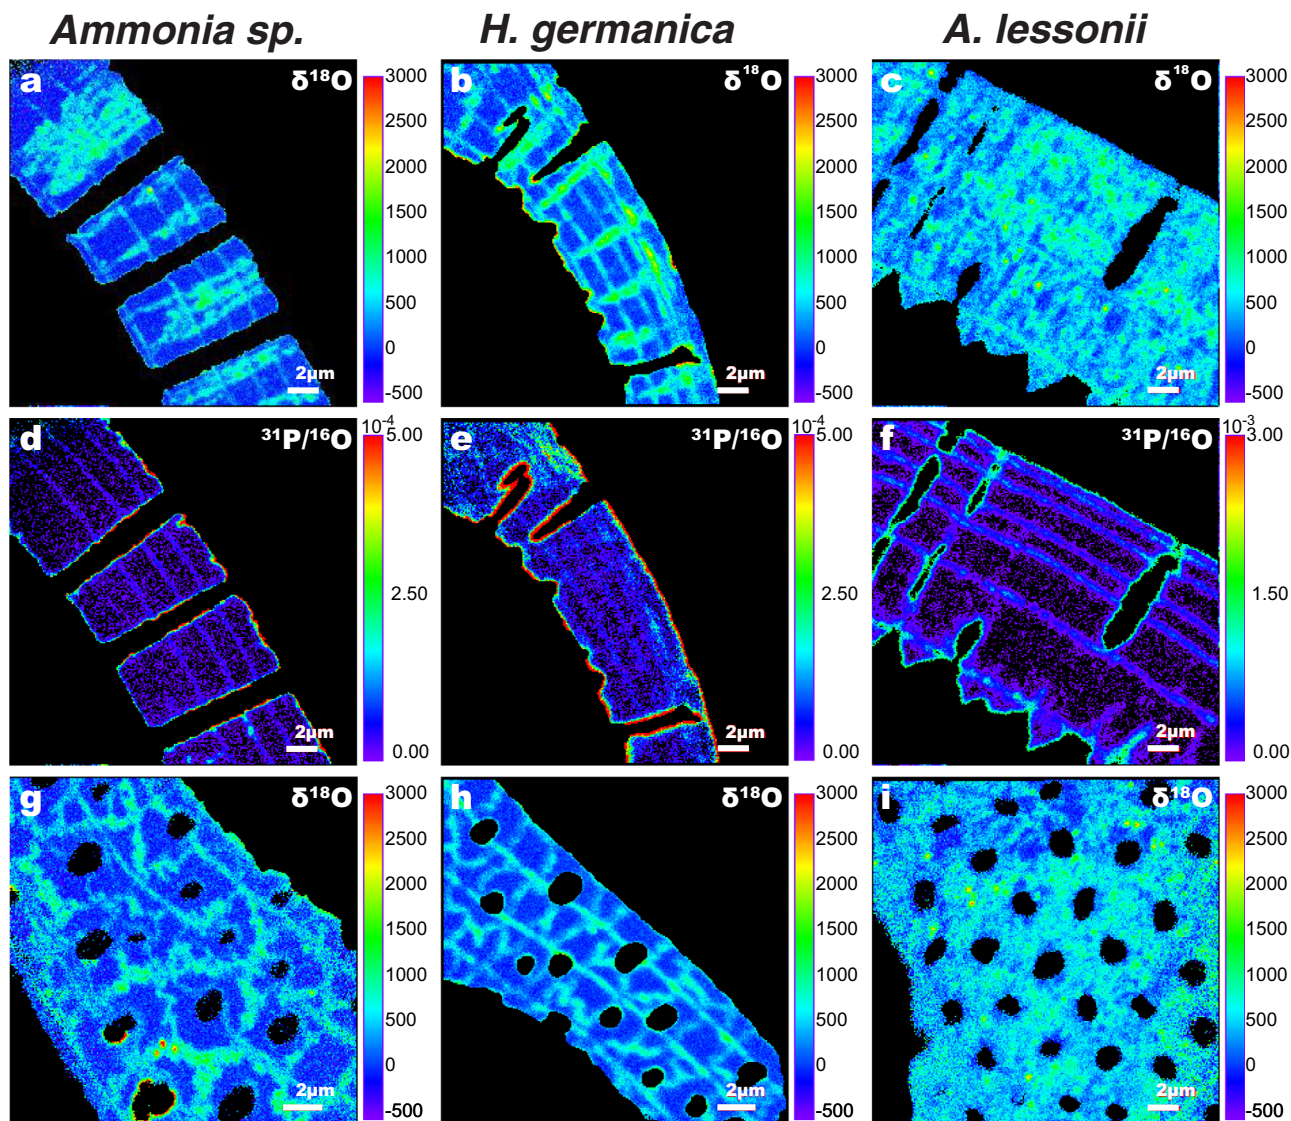 Ammonia sp. H. germanica A. lessonii
a δ¹⁸O 3000 2500 2000 1500 1000 500 0 -500 2µm
b δ¹⁸O 3000 2500 2000 1500 1000 500 0 -500 2µm
c δ¹⁸O 3000 2500 2000 1500 1000 500 0 -500 2µm
d ³¹P/¹⁶O 10⁻⁴ 5.00 2.50 0.00 2µm
e ³¹P/¹⁶O 10⁻⁴ 5.00 2.50 0.00 2µm
f ³¹P/¹⁶O 10⁻³ 3.00 1.50 0.00 2µm
g δ¹⁸O 3000 2500 2000 1500 1000 500 0 -500 2µm
h δ¹⁸O 3000 2500 2000 1500 1000 500 0 -500 2µm
i δ¹⁸O 3000 2500 2000 1500 1000 500 0 -500 2µm